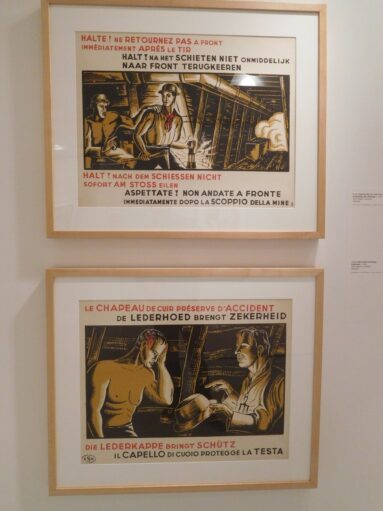 HALTE ! NE RETOURNEZ PAS A FRONT
IMMÉDIATEMENT APRÈS LE TIR
HALT ! NA HET SCHIETEN NIET ONMIDDELIJK
NAAR FRONT TERUGKEEREN
HALT ! NACH DEM SCHIESSEN NICHT
SOFORT AM STOSS EILEN
ASPETTATE ! NON ANDATE A FRONTE
IMMEDIATAMENTE DOPO LA SCOPPIO DELLA MINE
LE CHAPEAU DE CUIR PRÉSERVE D'ACCIDENT
DE LEDERHOED BRENGT ZEKERHEID
DIE LEDERKAPPE BRINGT SCHÜTZ
IL CAPELLO DI CUOIO PROTEGGE LA TESTA